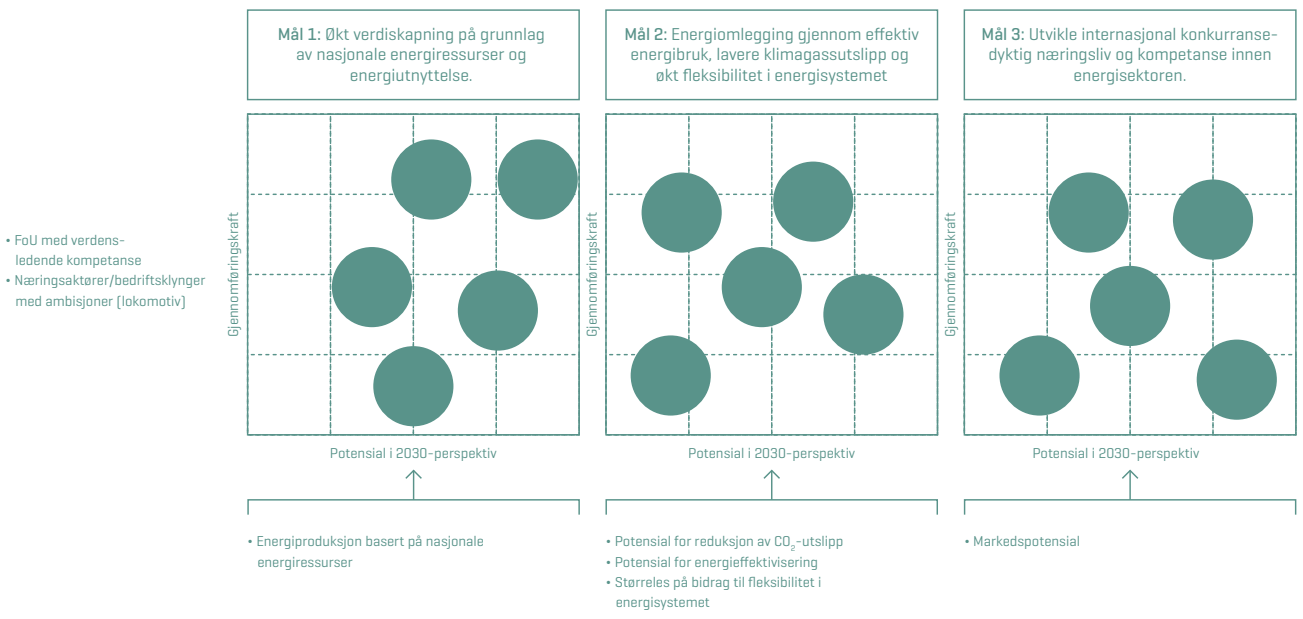 Mål 1: Økt verdiskapning på grunnlag
av nasjonale energiressurser og
energiutnyttelse.
Mål 2: Energiomlegging gjennom effektiv
energibruk, lavere klimagassutslipp og
økt fleksibilitet i energisystemet
Mål 3: Utvikle internasjonal konkurranse-
dyktig næringsliv og kompetanse innen
energisektoren.
• FoU med verdens-
ledende kompetanse
• Næringsaktører/bedriftsklynger
med ambisjoner (lokomotiv)
Gjennomføringskraft
Gjennomføringskraft
Gjennomføringskraft
Potensial i 2030-perspektiv
Potensial i 2030-perspektiv
Potensial i 2030-perspektiv
• Energiproduksjon basert på nasjonale
energiressurser
• Potensial for reduksjon av CO₂-utslipp
• Potensial for energieffektivisering
• Størreles på bidrag til fleksibilitet i
energisystemet
• Markedspotensial